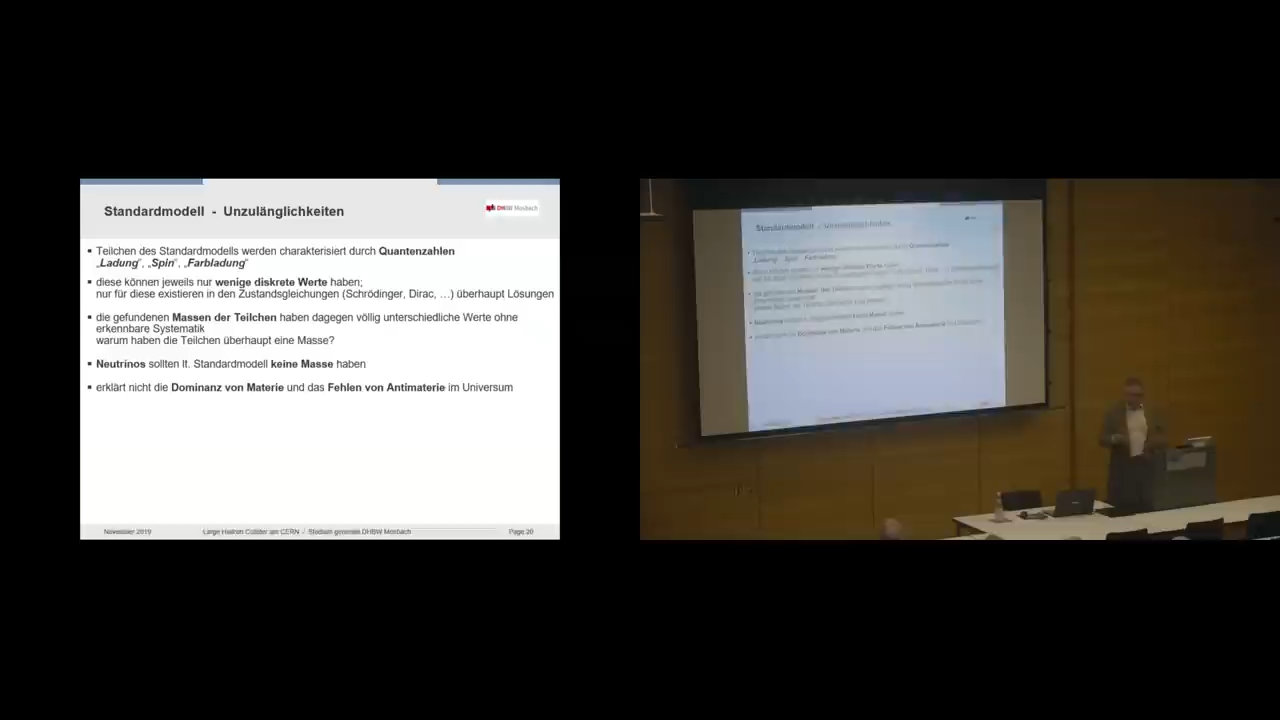 Standardmodell - Unzulänglichkeiten
DHBW Mosbach
▪ Teilchen des Standardmodells werden charakterisiert durch Quantenzahlen
„Ladung“, „Spin“, „Farbladung“
▪ diese können jeweils nur wenige diskrete Werte haben;
nur für diese existieren in den Zustandsgleichungen (Schrödinger, Dirac, …) überhaupt Lösungen
▪ die gefundenen Massen der Teilchen haben dagegen völlig unterschiedliche Werte ohne
erkennbare Systematik
warum haben die Teilchen überhaupt eine Masse?
▪ Neutrinos sollten lt. Standardmodell keine Masse haben
▪ erklärt nicht die Dominanz von Materie und das Fehlen von Antimaterie im Universum
November 2019 Large Hadron Collider am CERN / Studium generale DHBW Mosbach Page 20
Standardmodell - Unzulänglichkeiten